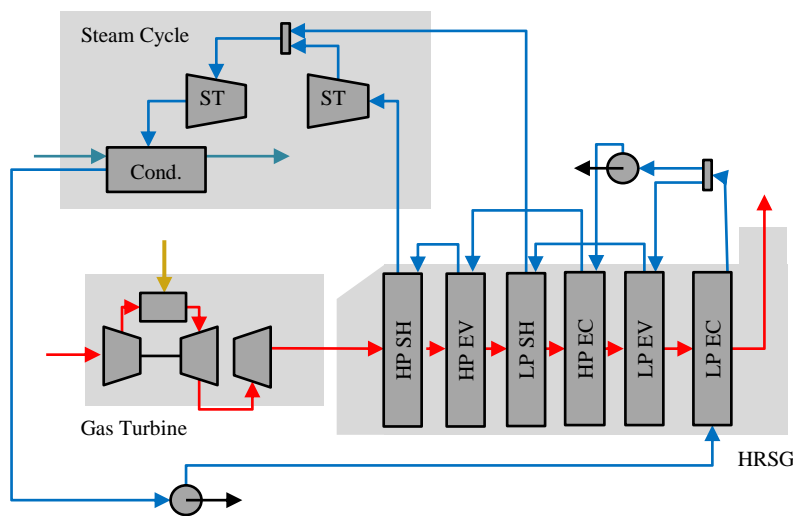 Steam Cycle
ST
ST
Cond.
HP SH
HP EV
LP SH
HP EC
LP EV
LP EC
Gas Turbine
HRSG